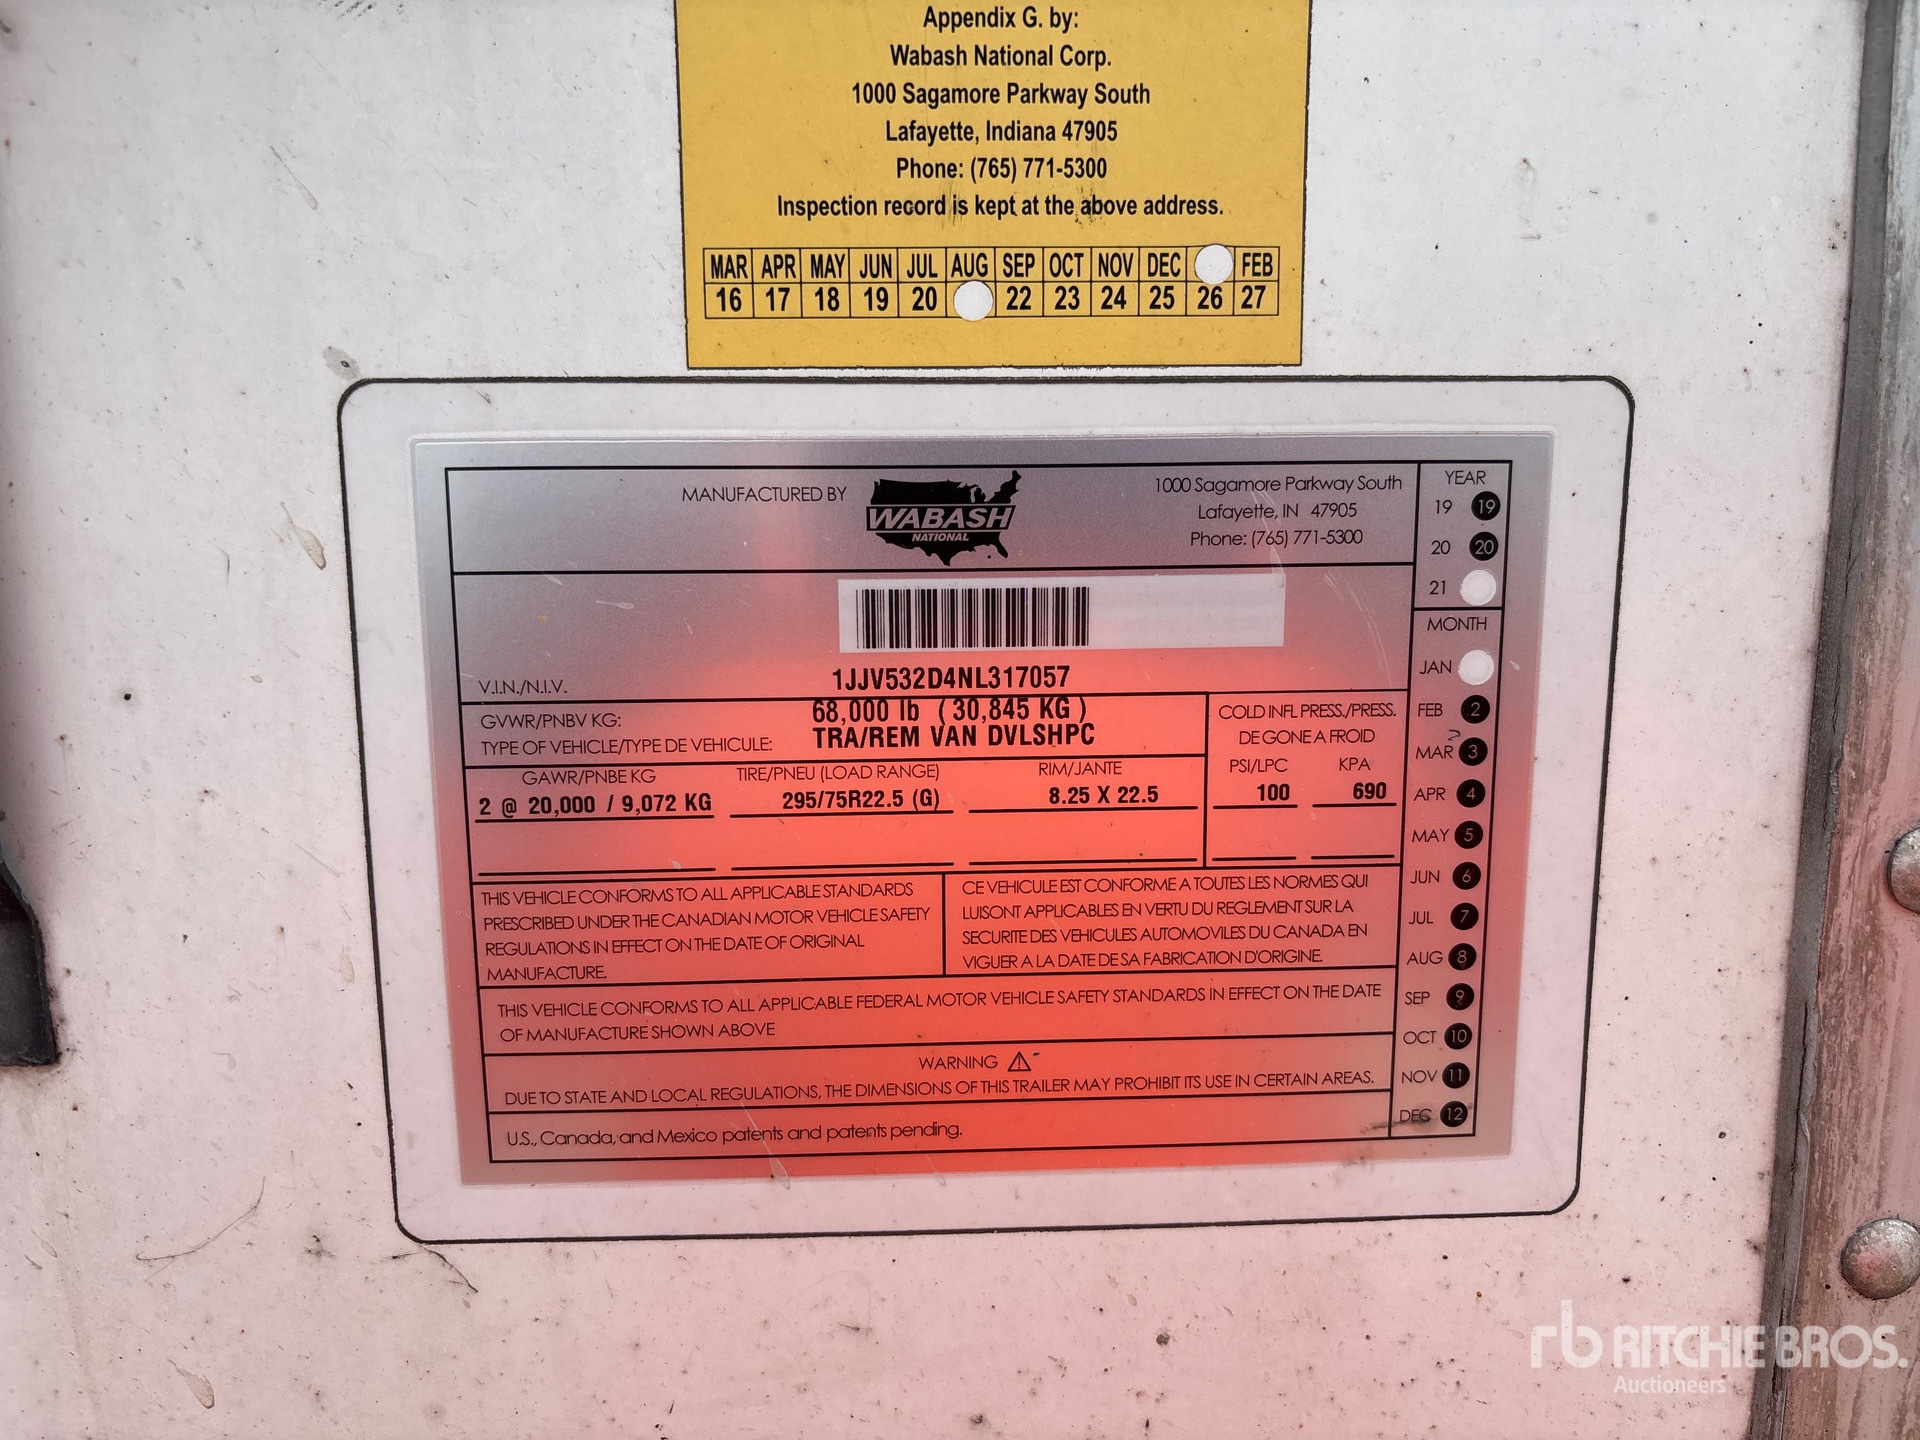 Appendix G. by:
Wabash National Corp.
1000 Sagamore Parkway South
Lafayette, Indiana 47905
Phone: (765) 771-5300
Inspection record is kept at the above address.
MAR APR MAY JUN JUL AUG SEP OCT NOV DEC FEB
16 17 18 19 20 22 23 24 25 26 27
MANUFACTURED BY
WABASH
NATIONAL
1000 Sagamore Parkway South
Lafayette, IN 47905
Phone: (765) 771-5300
V.I.N./N.I.V. 1JJV532D4NL317057
GVWR/PNBV KG: 68,000 lb ( 30,845 KG )
TYPE OF VEHICLE/TYPE DE VEHICULE: TRA/REM VAN DVLSHPC
GAWR/PNBE KG TIRE/PNEU (LOAD RANGE) RIM/JANTE
2 @ 20,000 / 9,072 KG 295/75R22.5 (G) 8.25 X 22.5
COLD INFL PRESS./PRESS.
DE GONE A FROID
PSI/LPC KPA
100 690
THIS VEHICLE CONFORMS TO ALL APPLICABLE STANDARDS
PRESCRIBED UNDER THE CANADIAN MOTOR VEHICLE SAFETY
REGULATIONS IN EFFECT ON THE DATE OF ORIGINAL
MANUFACTURE.
CE VEHICULE EST CONFORME A TOUTES LES NORMES QUI
LUISONT APPLICABLES EN VERTU DU REGLEMENT SUR LA
SECURITE DES VEHICULES AUTOMOVILES DU CANADA EN
VIGUER A LA DATE DE SA FABRICATION D'ORIGINE.
THIS VEHICLE CONFORMS TO ALL APPLICABLE FEDERAL MOTOR VEHICLE SAFETY STANDARDS IN EFFECT ON THE DATE
OF MANUFACTURE SHOWN ABOVE
WARNING
DUE TO STATE AND LOCAL REGULATIONS, THE DIMENSIONS OF THIS TRAILER MAY PROHIBIT ITS USE IN CERTAIN AREAS.
U.S., Canada, and Mexico patents and patents pending.
YEAR
19 19
20 20
21
MONTH
JAN
FEB 2
MAR 3
APR 4
MAY 5
JUN 6
JUL 7
AUG 8
SEP 9
OCT 10
NOV 11
DEC 12
rb RITCHIE BROS.
Auctioneers